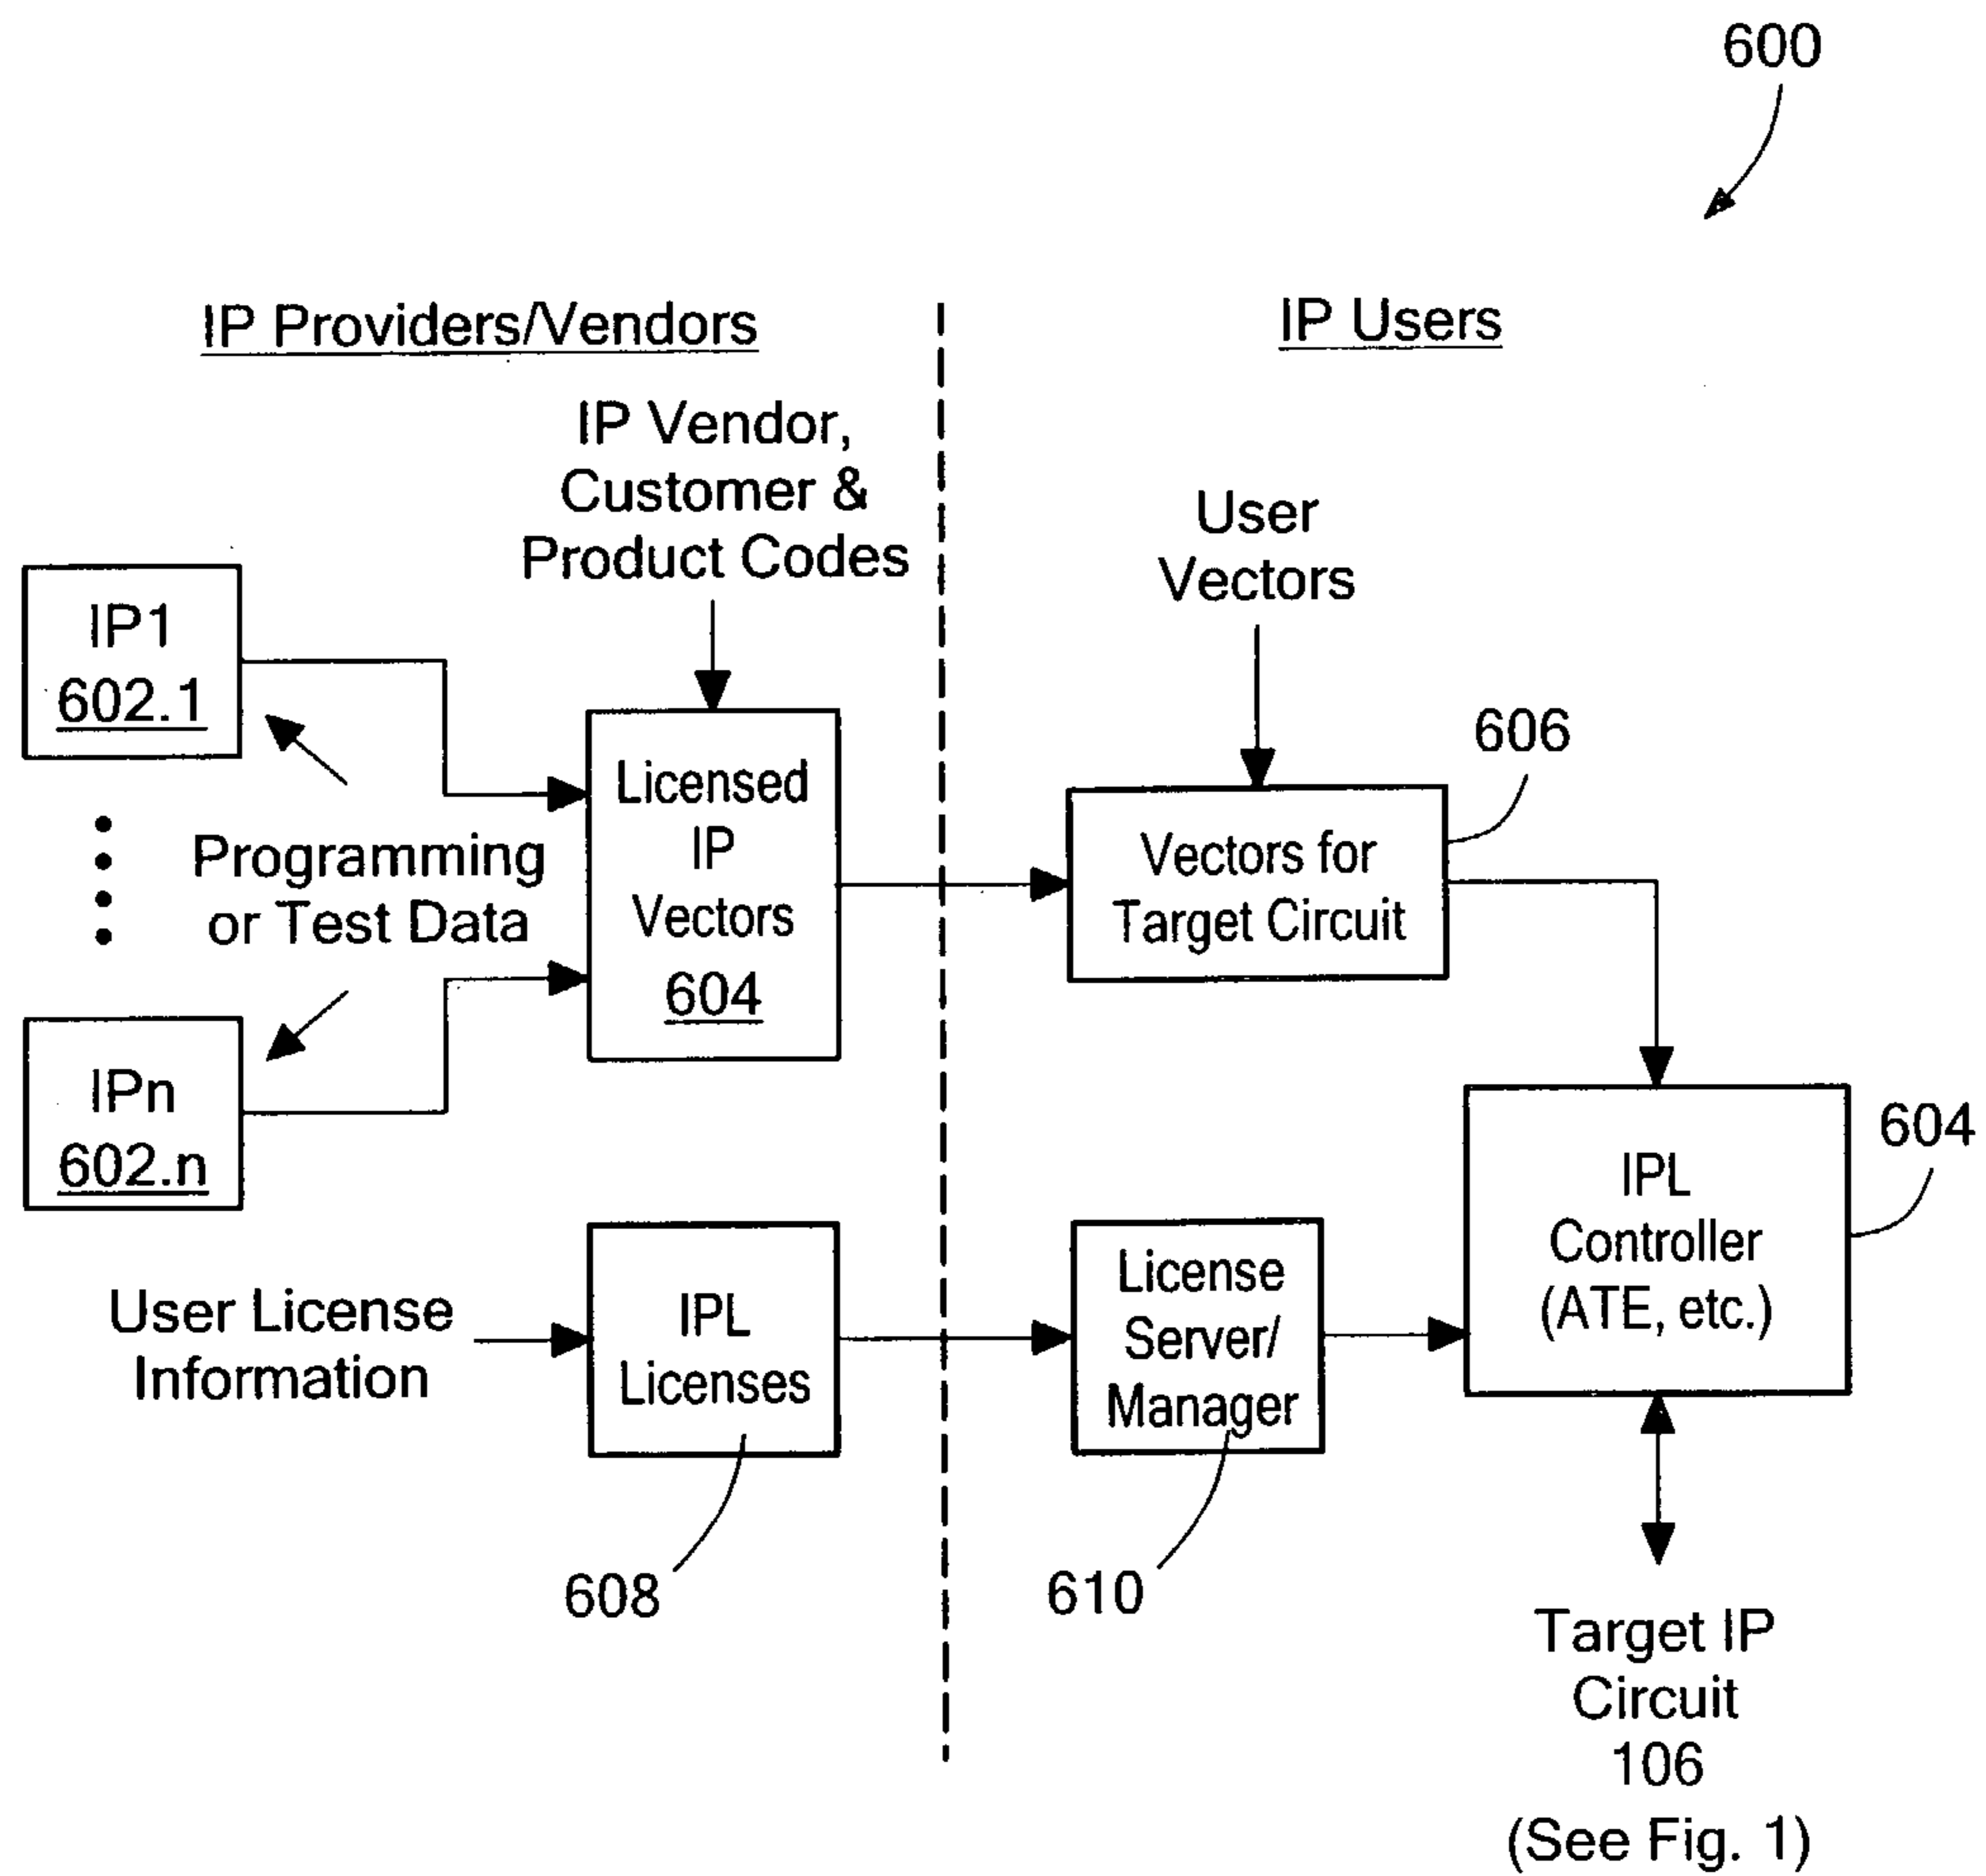 600
IP Providers/Vendors
IP Users
IP Vendor,
Customer &
Product Codes
User
Vectors
IP1
602.1
Programming
or Test Data
IPn
602.n
Licensed
IP
Vectors
604
606
Vectors for
Target Circuit
604
IPL
Controller
(ATE, etc.)
User License
Information
IPL
Licenses
608
License
Server/
Manager
610
Target IP
Circuit
106
(See Fig. 1)